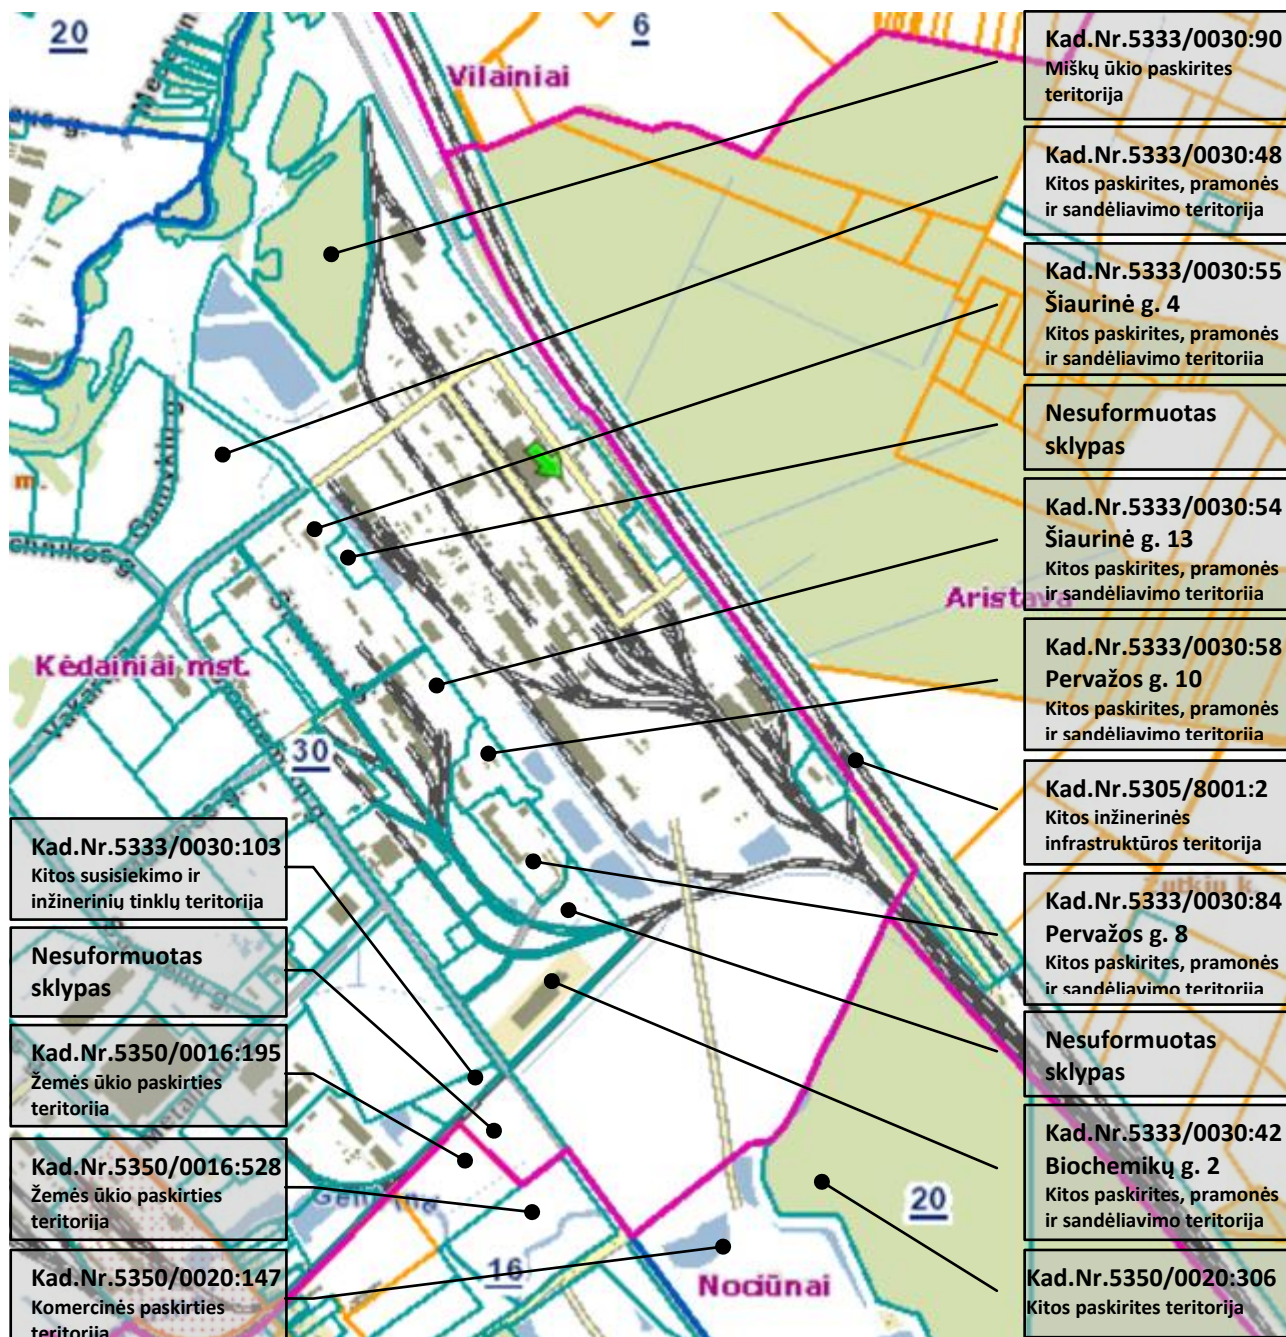 20
6
Vilainiai
m.
Kėdainiai mst.
30
Aristava
16
20
Nociūnai
Kad.Nr.5333/0030:90
Miškų ūkio paskirites
teritorija
Kad.Nr.5333/0030:48
Kitos paskirites, pramonės
ir sandėliavimo teritorija
Kad.Nr.5333/0030:55
Šiaurinė g. 4
Kitos paskirites, pramonės
ir sandėliavimo teritorija
Nesuformuotas
sklypas
Kad.Nr.5333/0030:54
Šiaurinė g. 13
Kitos paskirites, pramonės
ir sandėliavimo teritorija
Kad.Nr.5333/0030:58
Pervažos g. 10
Kitos paskirites, pramonės
ir sandėliavimo teritorija
Kad.Nr.5305/8001:2
Kitos inžinerinės
infrastruktūros teritorija
Kad.Nr.5333/0030:84
Pervažos g. 8
Kitos paskirites, pramonės
ir sandėliavimo teritorija
Nesuformuotas
sklypas
Kad.Nr.5333/0030:42
Biochemikų g. 2
Kitos paskirites, pramonės
ir sandėliavimo teritorija
Kad.Nr.5350/0020:306
Kitos paskirites teritorija
Kad.Nr.5333/0030:103
Kitos susisiekimo ir
inžinerinių tinklų teritorija
Nesuformuotas
sklypas
Kad.Nr.5350/0016:195
Žemės ūkio paskirties
teritorija
Kad.Nr.5350/0016:528
Žemės ūkio paskirties
teritorija
Kad.Nr.5350/0020:147
Komercinės paskirties
teritorija